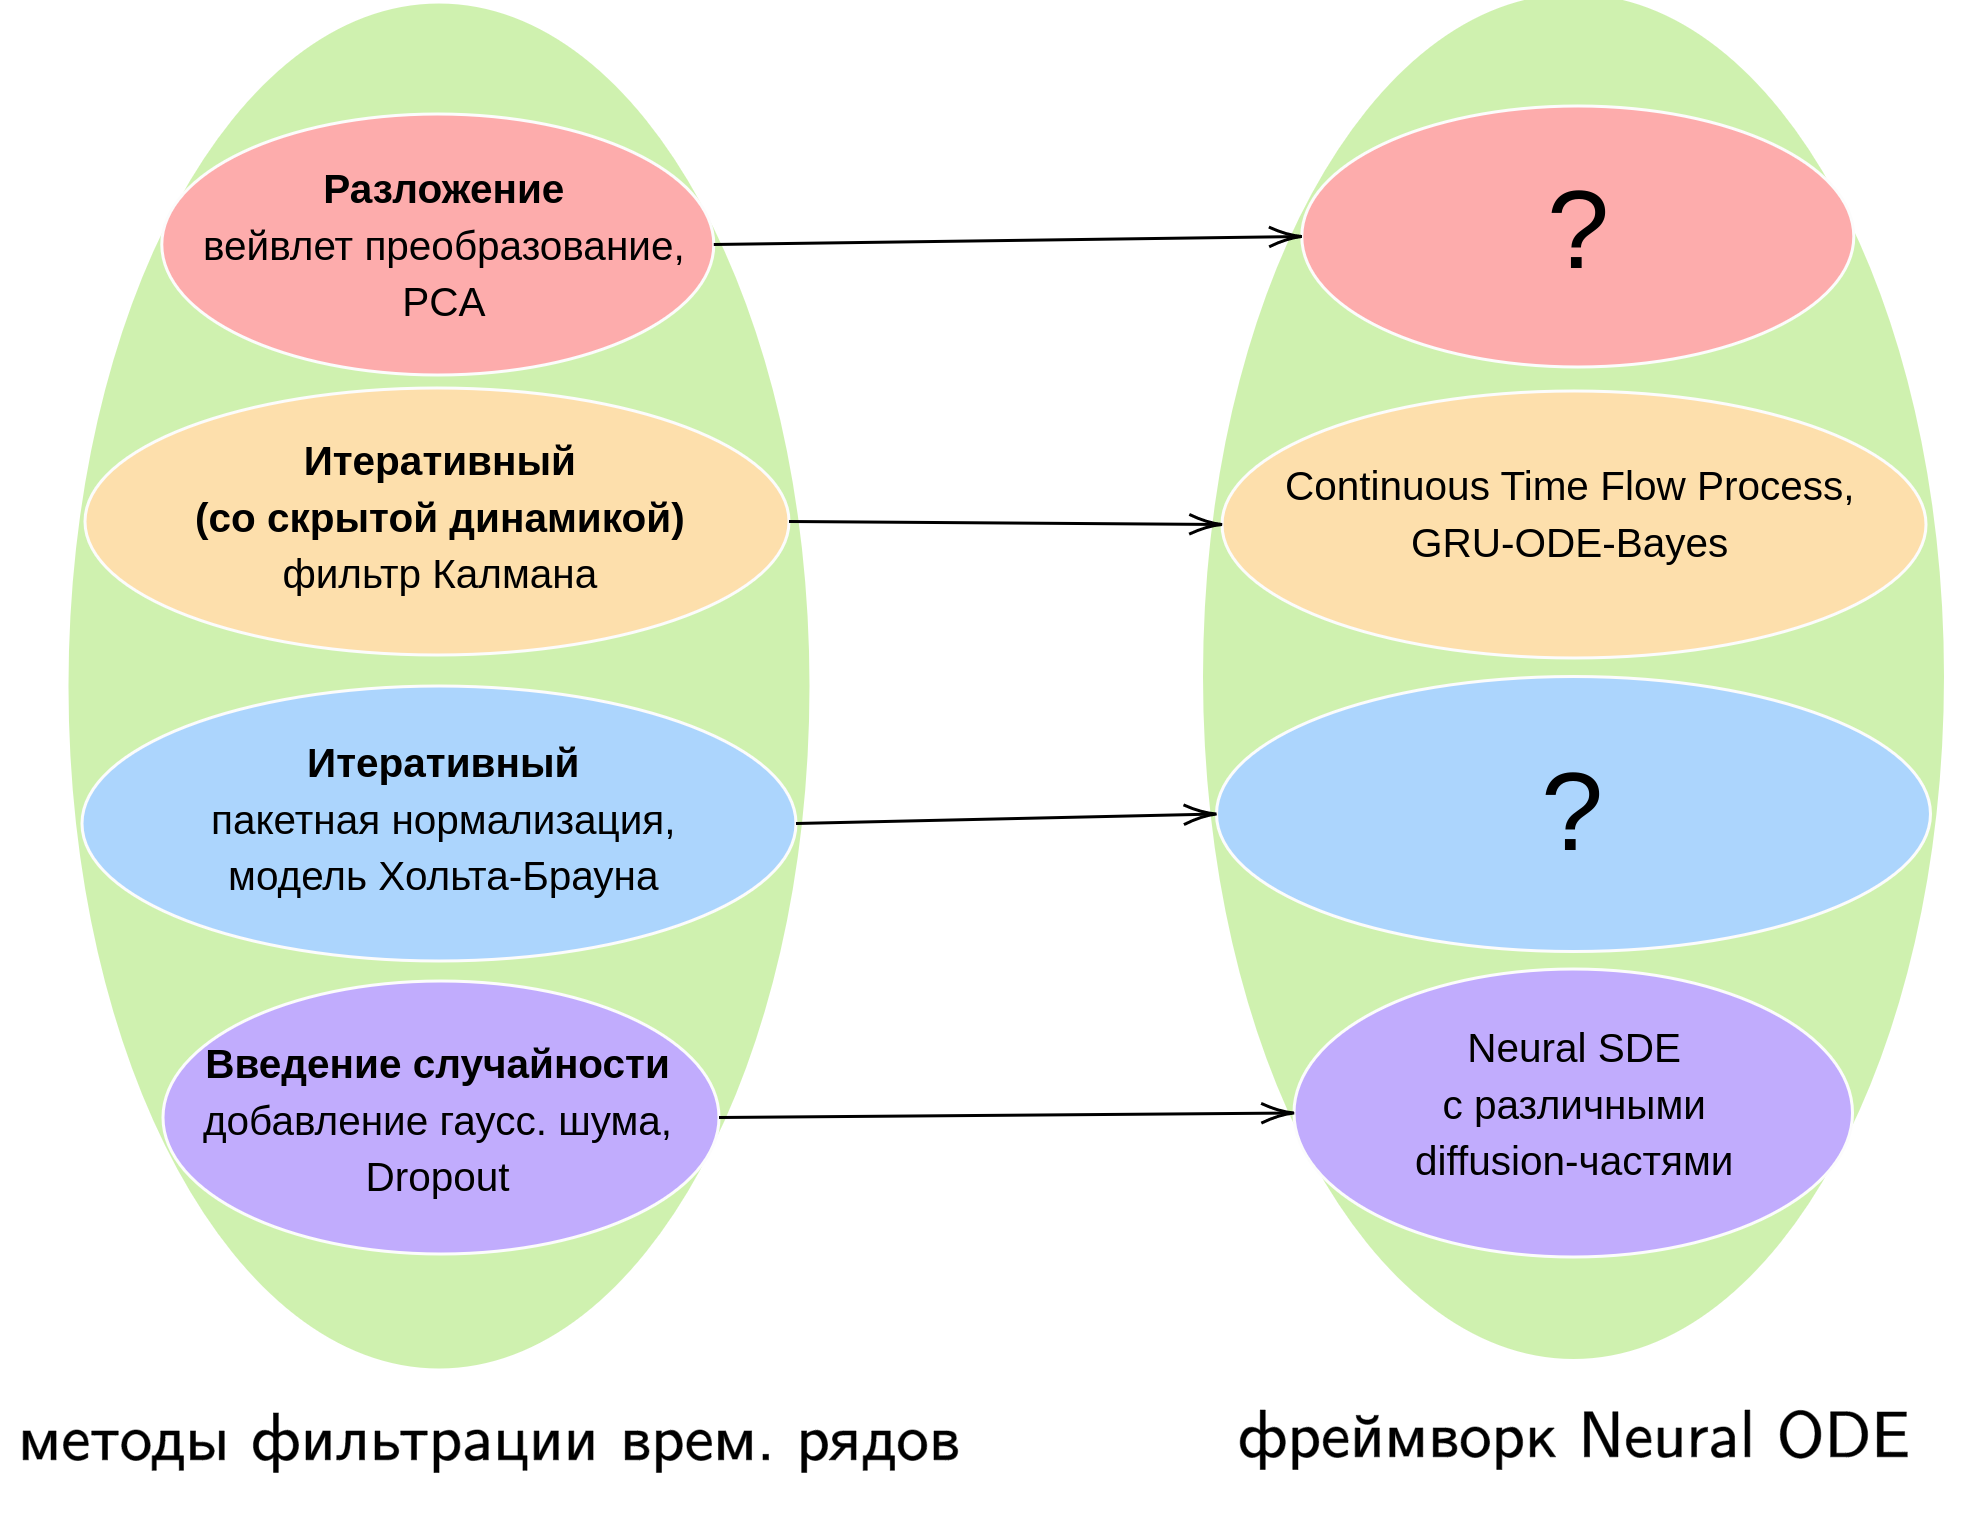 Разложение
вейвлет преобразование,
PCA
?
Итеративный
(со скрытой динамикой)
фильтр Калмана
Continuous Time Flow Process,
GRU-ODE-Bayes
Итеративный
пакетная нормализация,
модель Хольта-Брауна
?
Введение случайности
добавление гаусс. шума,
Dropout
Neural SDE
с различными
diffusion-частями
методы фильтрации врем. рядов
фреймворк Neural ODE